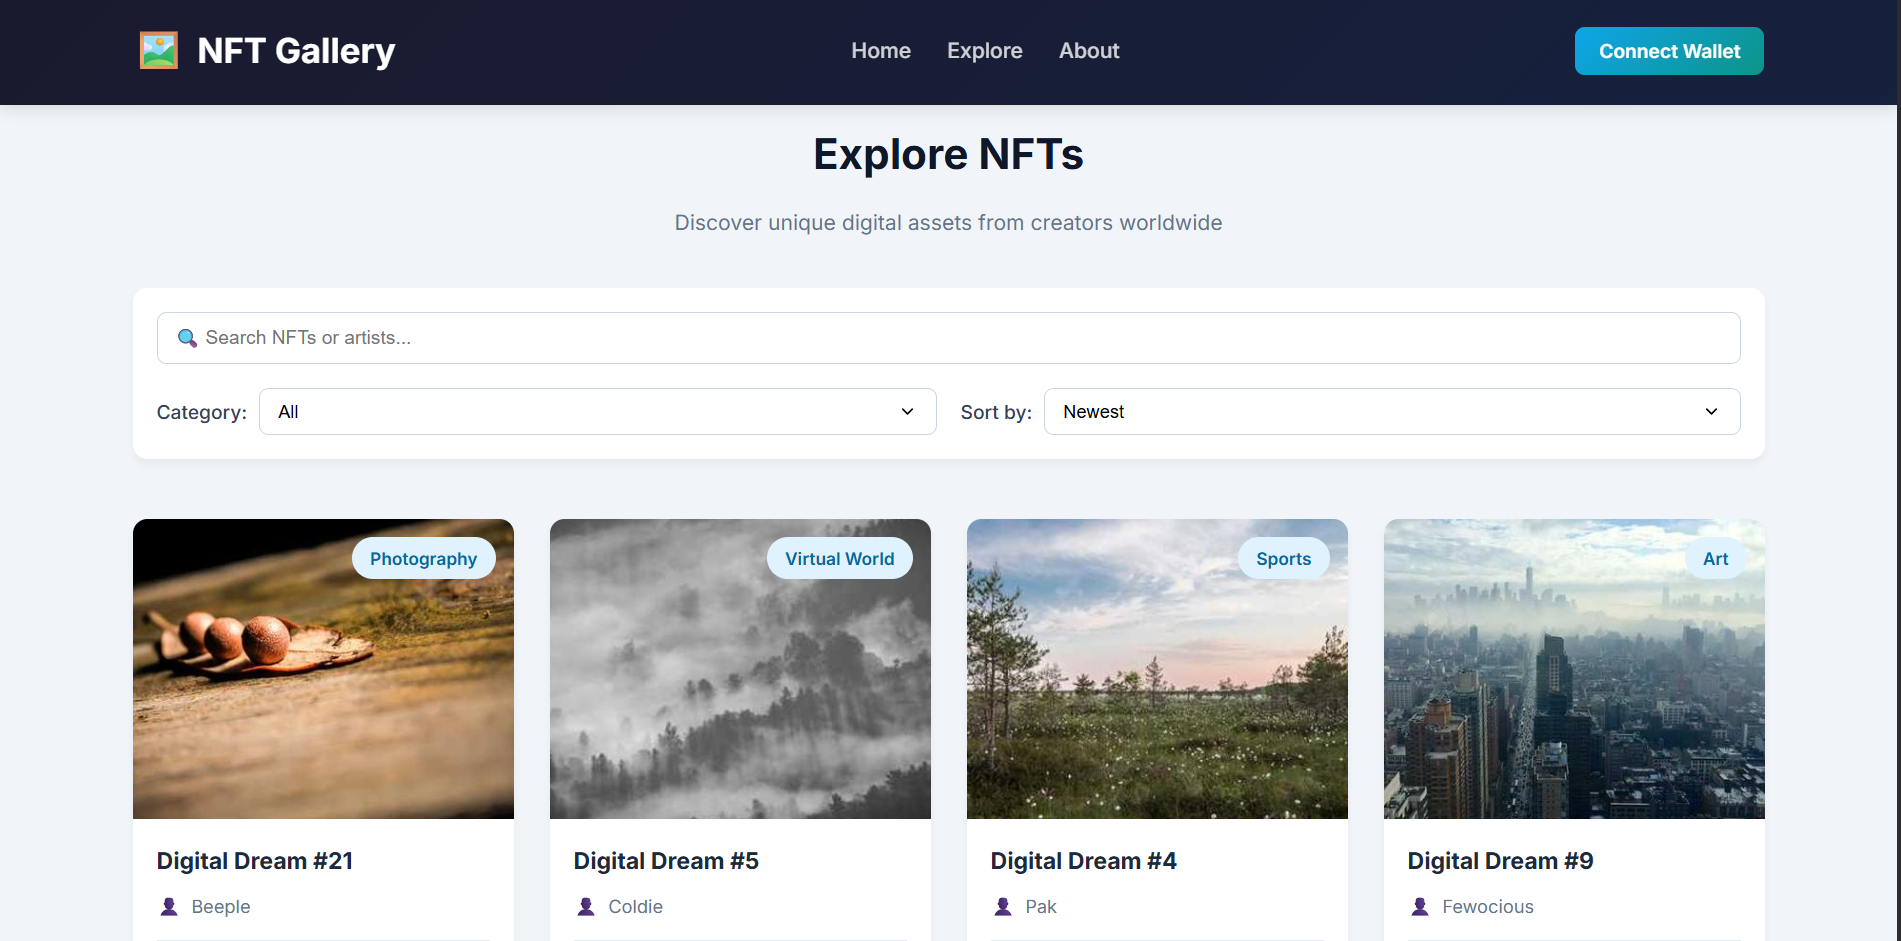 NFT Gallery
Home Explore About
Connect Wallet
Explore NFTs
Discover unique digital assets from creators worldwide
Search NFTs or artists...
Category: All Sort by: Newest
Photography
Virtual World
Sports
Art
Digital Dream #21
Beeple
Digital Dream #5
Coldie
Digital Dream #4
Pak
Digital Dream #9
Fewocious